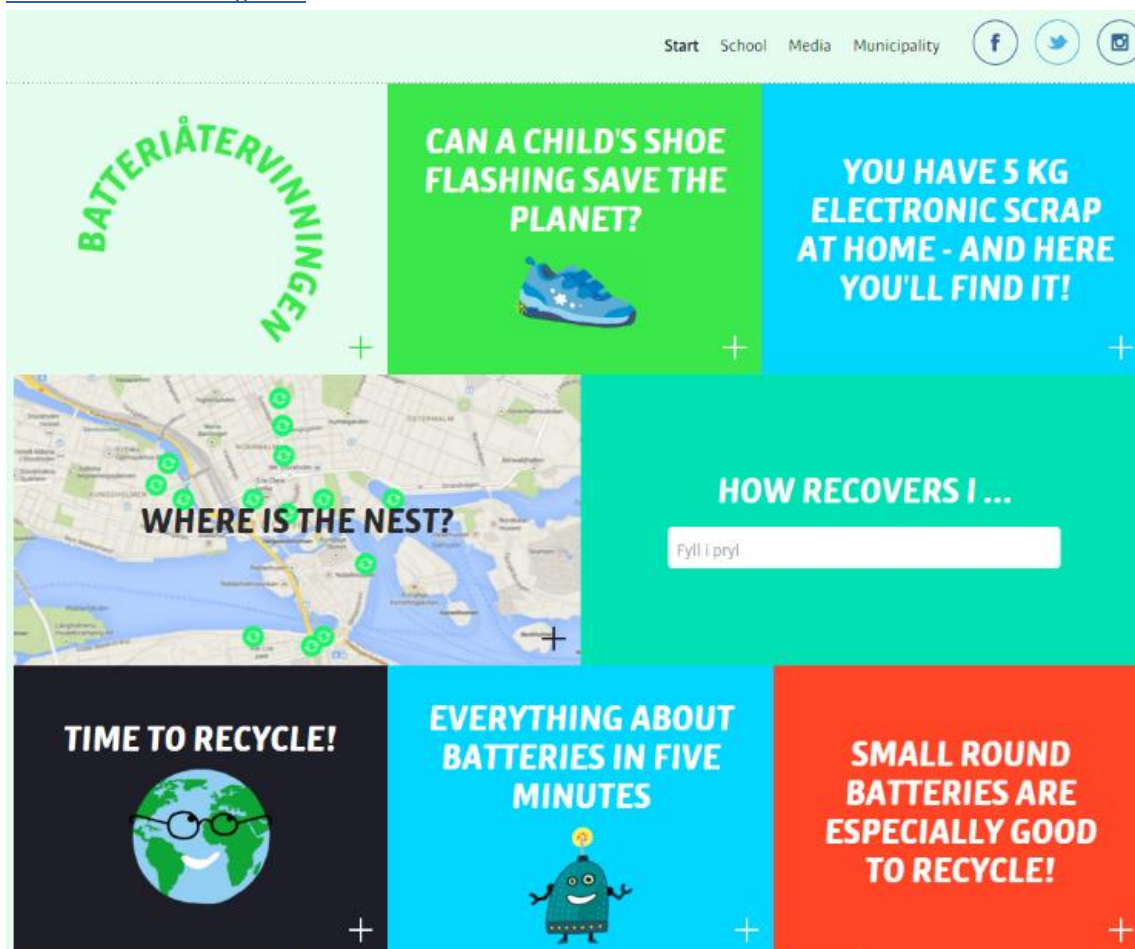 Start School Media Municipality
BATTERIÅTERVINNINGEN
CAN A CHILD'S SHOE
FLASHING SAVE THE
PLANET?
YOU HAVE 5 KG
ELECTRONIC SCRAP
AT HOME - AND HERE
YOU'LL FIND IT!
WHERE IS THE NEST?
HOW RECOVERS I ...
Fyll i pryl
TIME TO RECYCLE!
EVERYTHING ABOUT
BATTERIES IN FIVE
MINUTES
SMALL ROUND
BATTERIES ARE
ESPECIALLY GOOD
TO RECYCLE!